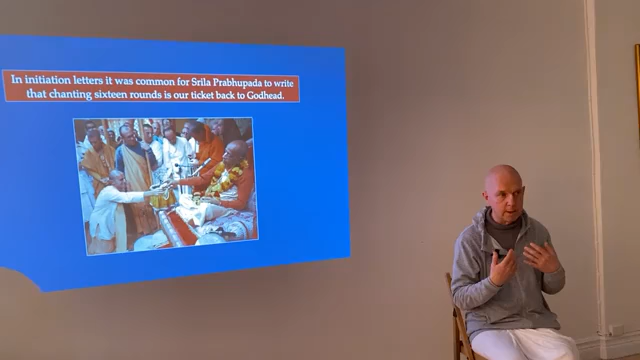 In initiation letters it was common for Srila Prabhupada to write
that chanting sixteen rounds is our ticket back to Godhead.